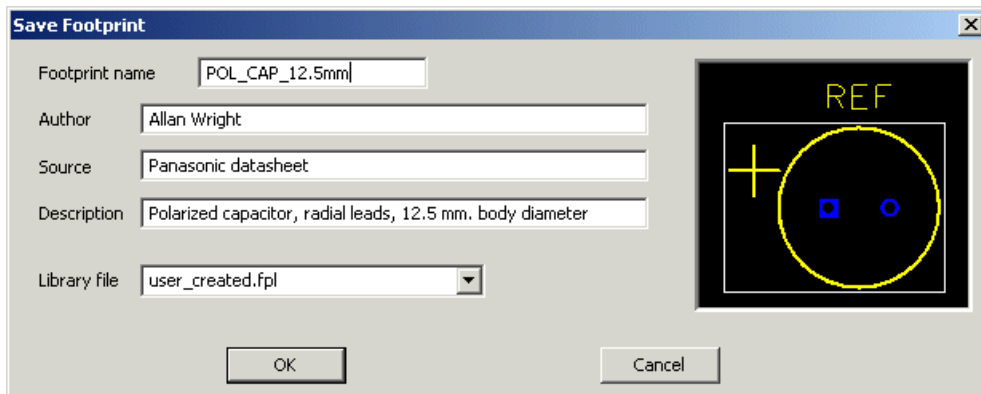 Save Footprint
Footprint name POL_CAP_12.5mm
Author Allan Wright
Source Panasonic datasheet
Description Polarized capacitor, radial leads, 12.5 mm. body diameter
Library file user_created.fpl
REF
OK Cancel